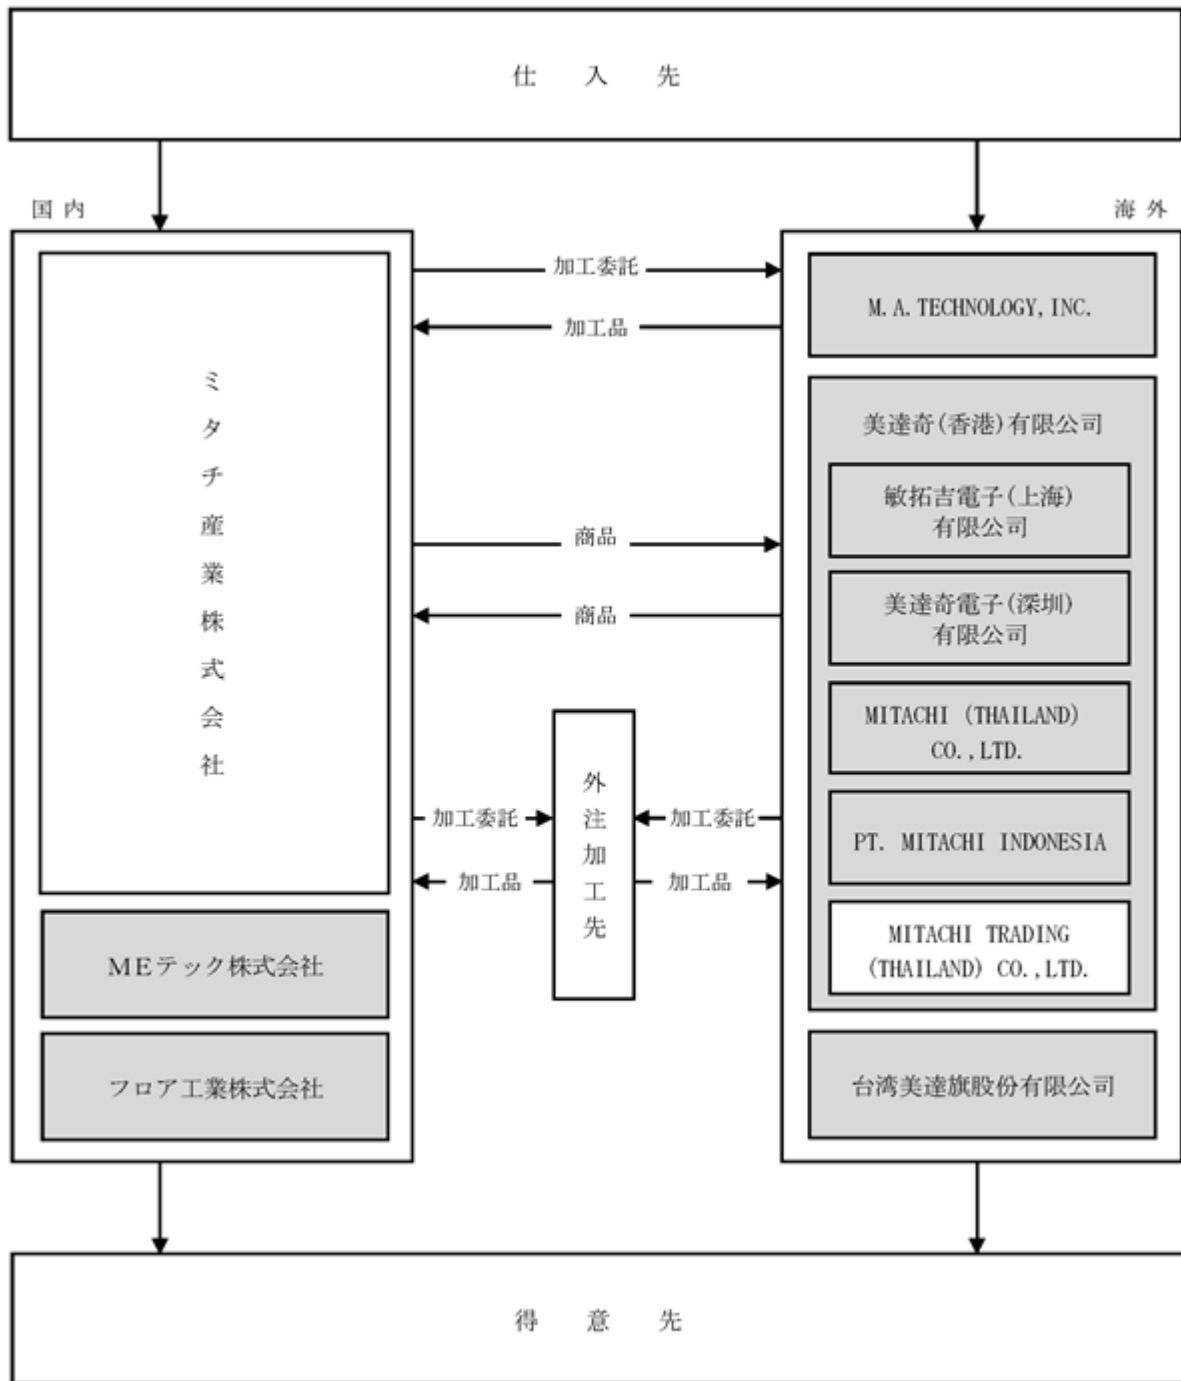 仕入先
国内
海外
加工委託
加工品
M.A.TECHNOLOGY,INC.
ミタチ産業株式会社
美達奇(香港)有限公司
敏拓吉電子(上海)
有限公司
商品
美達奇電子(深圳)
有限公司
商品
MITACHI (THAILAND)
CO.,LTD.
外注加工先
加工委託
加工委託
PT. MITACHI INDONESIA
加工品
加工品
MITACHI TRADING
(THAILAND) CO.,LTD.
MEテック株式会社
フロア工業株式会社
台湾美達旗股份有限公司
得意先